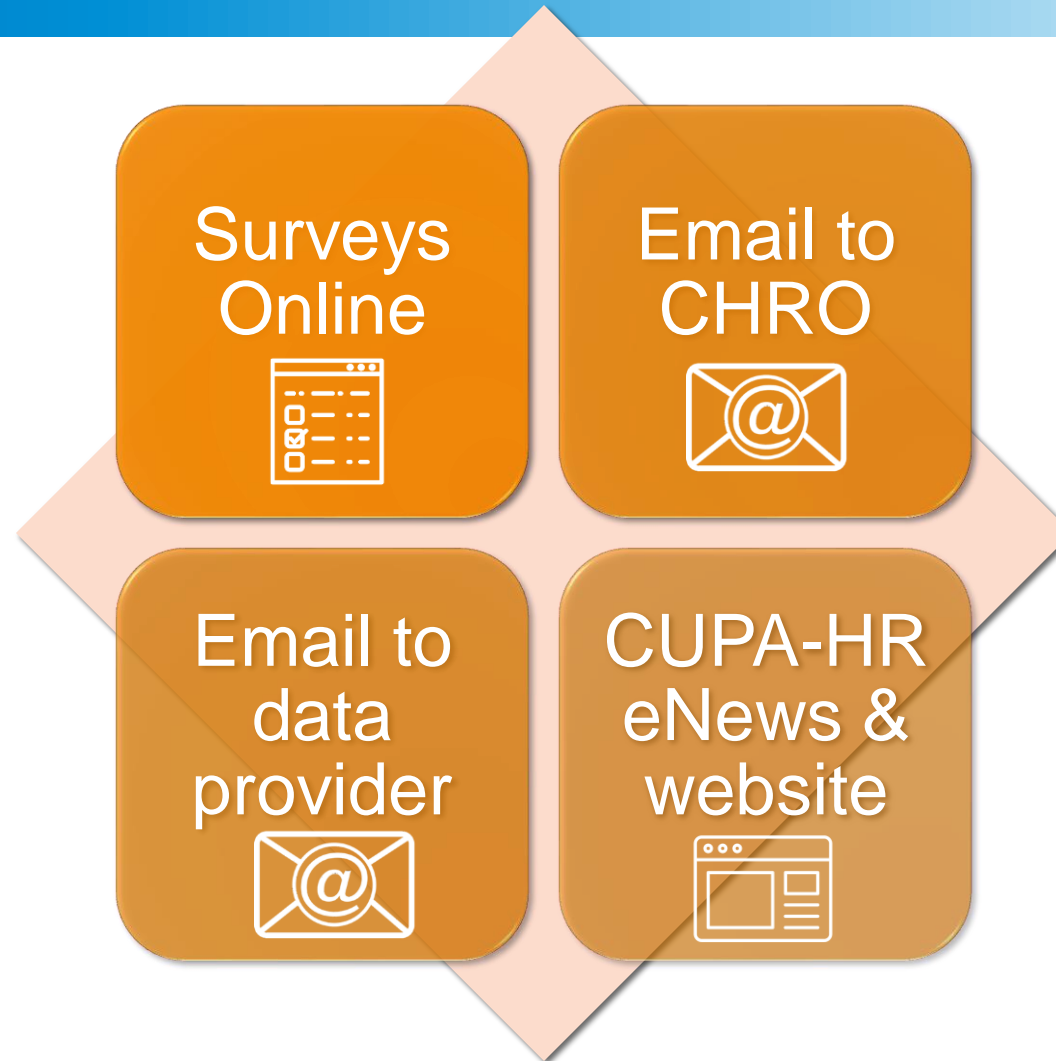 Surveys
Online
Email to
CHRO
@
Email to
data
provider
@
CUPA-HR
eNews &
website